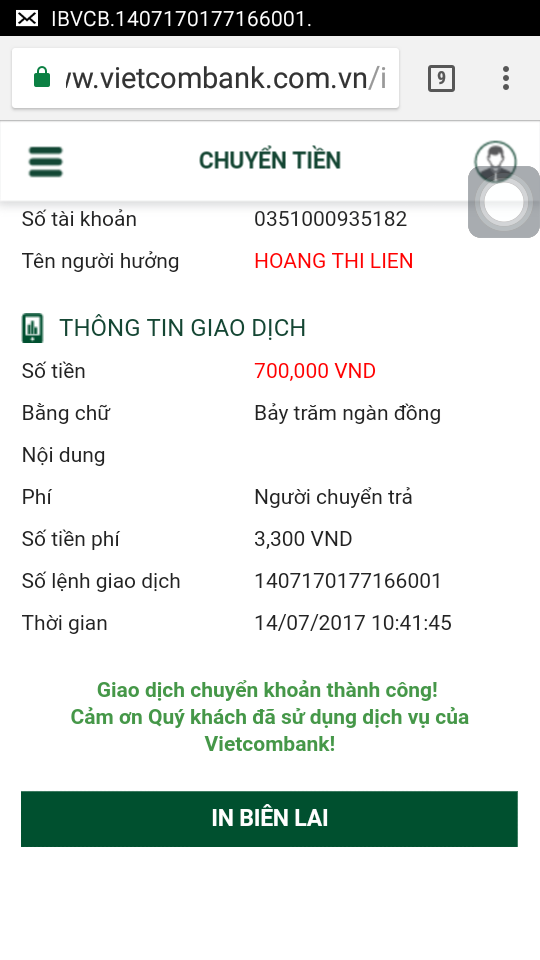 IBVCB.1407170177166001.
w.vietcombank.com.vn/i
9
CHUYỂN TIỀN
Số tài khoản 0351000935182
Tên người hưởng HOANG THI LIEN
THÔNG TIN GIAO DỊCH
Số tiền 700,000 VND
Bằng chữ Bảy trăm ngàn đồng
Nội dung
Phí Người chuyển trả
Số tiền phí 3,300 VND
Số lệnh giao dịch 1407170177166001
Thời gian 14/07/2017 10:41:45
Giao dịch chuyển khoản thành công!
Cảm ơn Quý khách đã sử dụng dịch vụ của
Vietcombank!
IN BIÊN LAI